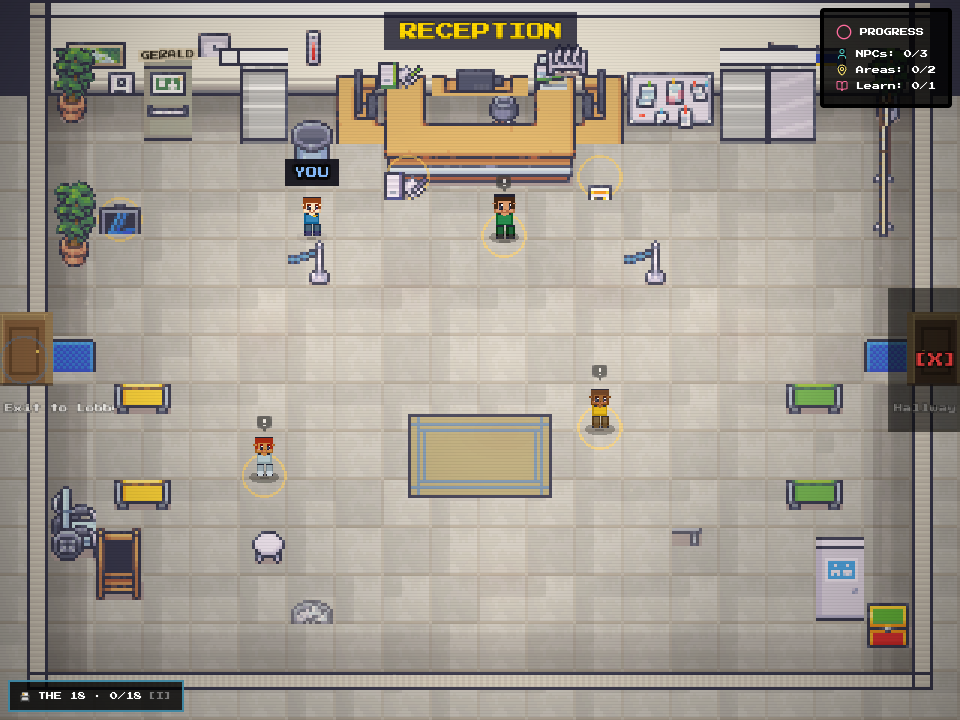 RECEPTION
PROGRESS
GERALD
NPCs: 0/3
Areas: 0/2
Learn: 0/1
YOU
!
[X]
!
Exit to Lobb
Hallway
!
THE 18 · 0/18 [I]